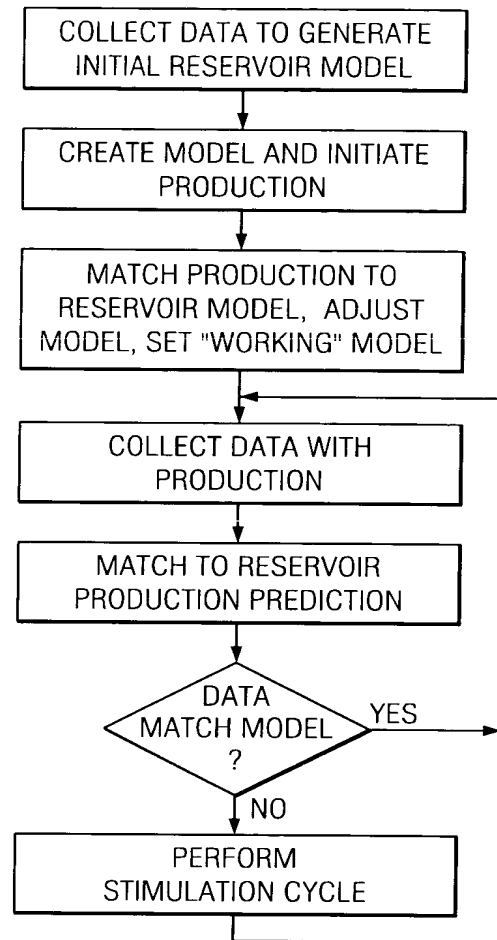 COLLECT DATA TO GENERATE
INITIAL RESERVOIR MODEL
CREATE MODEL AND INITIATE
PRODUCTION
MATCH PRODUCTION TO
RESERVOIR MODEL, ADJUST
MODEL, SET "WORKING" MODEL
COLLECT DATA WITH
PRODUCTION
MATCH TO RESERVOIR
PRODUCTION PREDICTION
DATA
MATCH MODEL
?
YES
NO
PERFORM
STIMULATION CYCLE